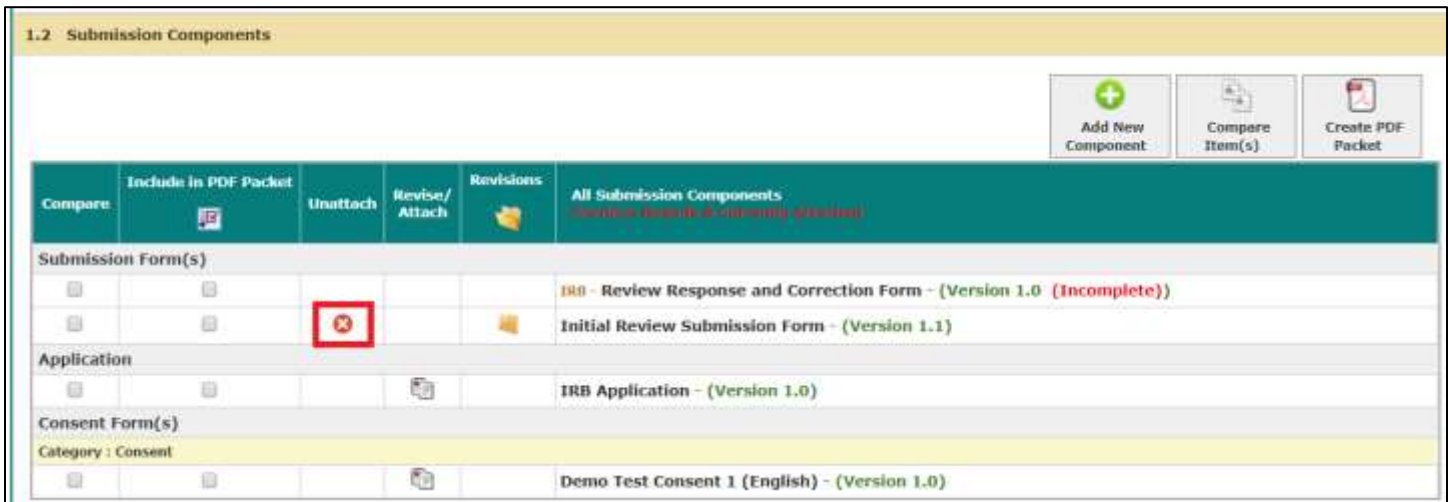 1.2 Submission Components
Add New
Component
Compare
Item(s)
Create PDF
Packet
Compare
Include in PDF Packet
Unattach
Revise/
Attach
Revisions
All Submission Components
Submission Form(s)
IRB - Review Response and Correction Form - (Version 1.0 (Incomplete))
Initial Review Submission Form - (Version 1.1)
Application
IRB Application - (Version 1.0)
Consent Form(s)
Category : Consent
Demo Test Consent 1 (English) - (Version 1.0)